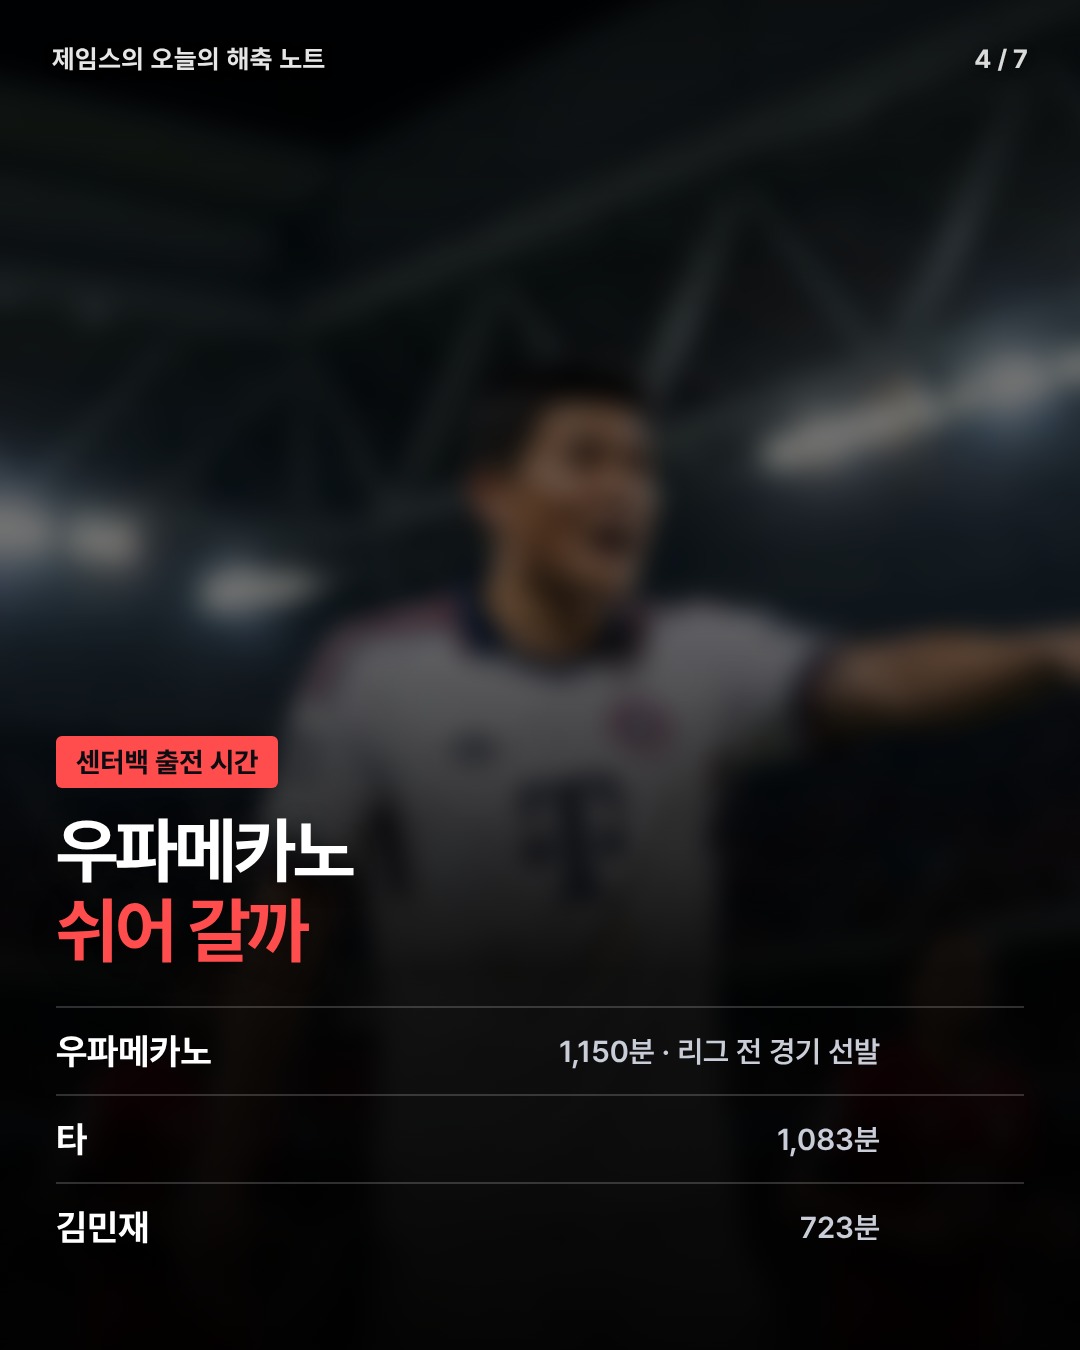 제임스의 오늘의 해축 노트
4 / 7
센터백 출전 시간
우파메카노
쉬어 갈까
우파메카노 1,150분 · 리그 전 경기 선발
타 1,083분
김민재 723분